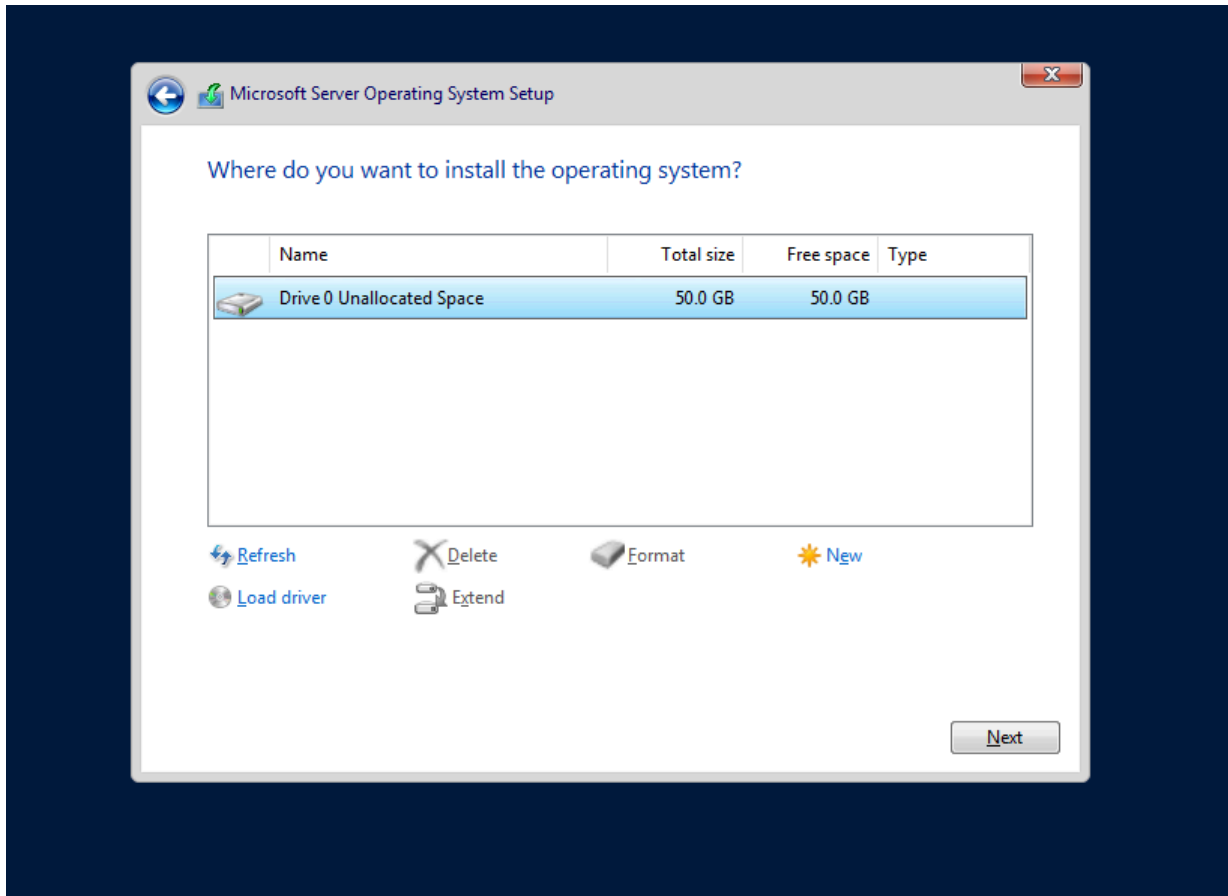 Microsoft Server Operating System Setup
x
Where do you want to install the operating system?
Name Total size Free space Type
Drive 0 Unallocated Space 50.0 GB 50.0 GB
Refresh Delete Format New
Load driver Extend
Next